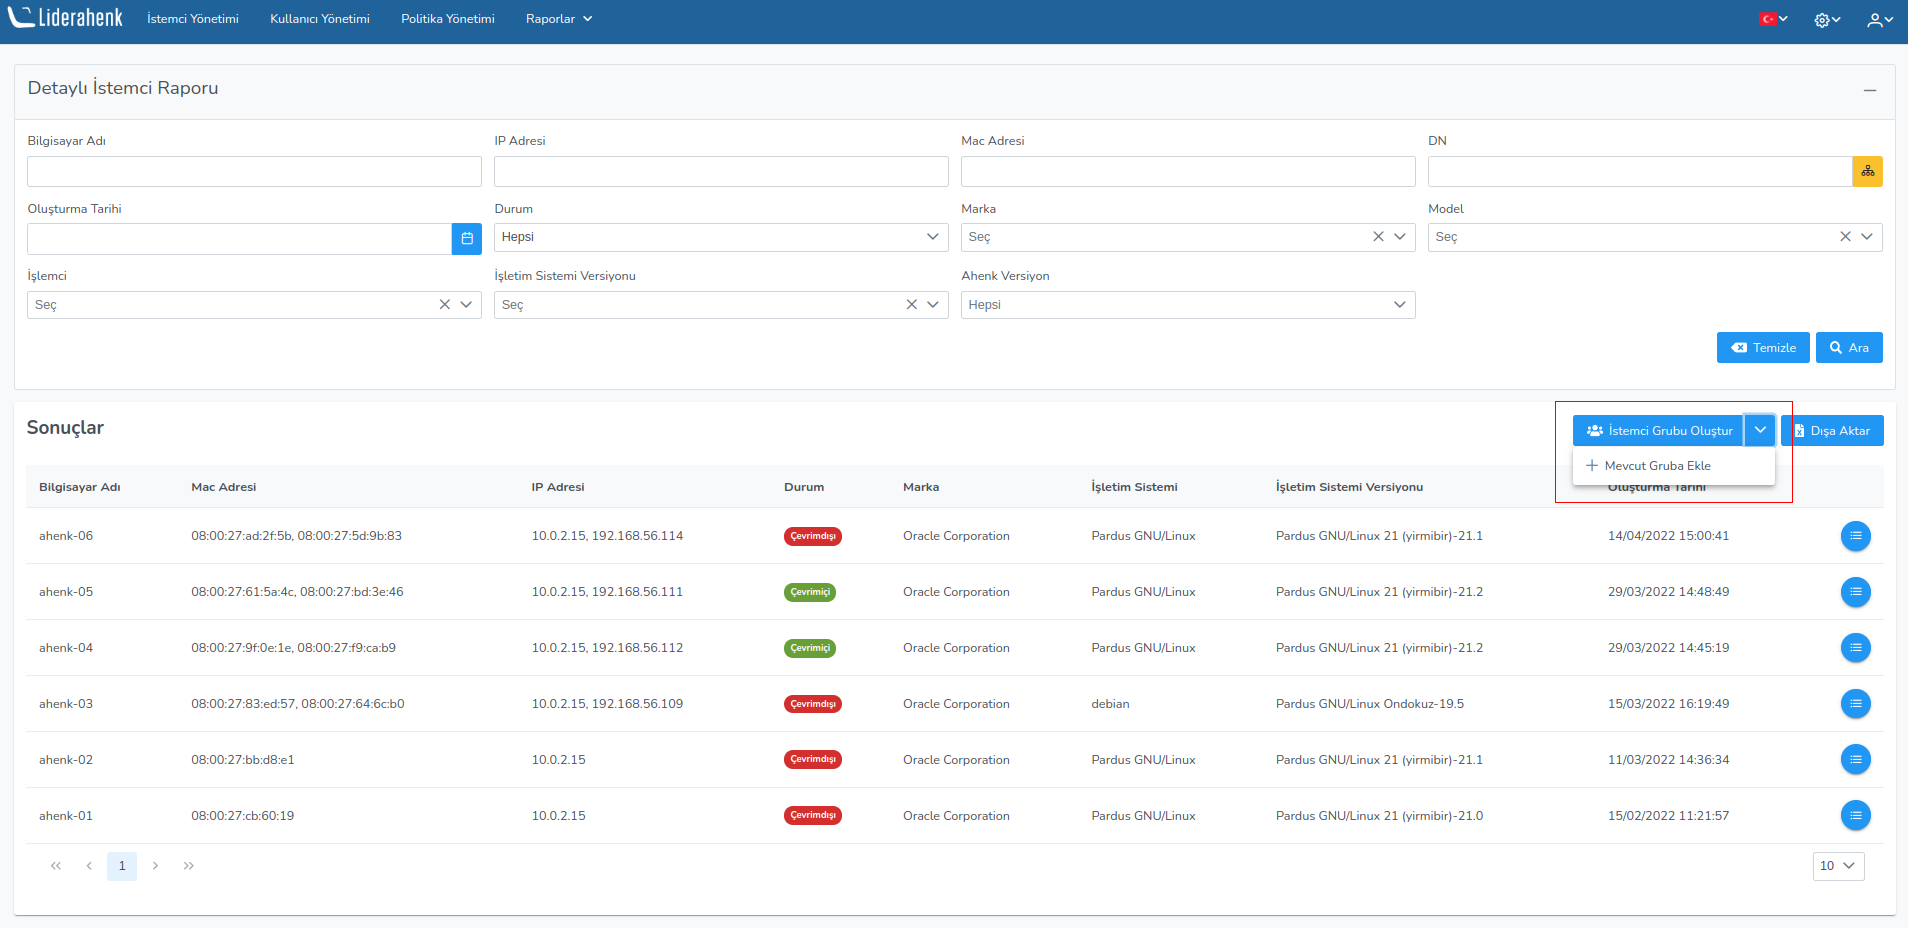 Liderahenk İstemci Yönetimi Kullanıcı Yönetimi Politika Yönetimi Raporlar
Detaylı İstemci Raporu
Bilgisayar Adı IP Adresi Mac Adresi DN
Oluşturma Tarihi Durum Marka Model
Hepsi Seç Seç
İşlemci İşletim Sistemi Versiyonu Ahenk Versiyon
Seç Seç Hepsi
Temizle Ara
Sonuçlar İstemci Grubu Oluştur Dışa Aktar
Mevcut Gruba Ekle
Bilgisayar Adı Mac Adresi IP Adresi Durum Marka İşletim Sistemi İşletim Sistemi Versiyonu Oluşturma Tarihi
ahenk-06 08:00:27:ad:2f:5b, 08:00:27:5d:9b:83 10.0.2.15, 192.168.56.114 Çevrimdışı Oracle Corporation Pardus GNU/Linux Pardus GNU/Linux 21 (yirmibir)-21.1 14/04/2022 15:00:41
ahenk-05 08:00:27:61:5a:4c, 08:00:27:bd:3e:46 10.0.2.15, 192.168.56.111 Çevrimiçi Oracle Corporation Pardus GNU/Linux Pardus GNU/Linux 21 (yirmibir)-21.2 29/03/2022 14:48:49
ahenk-04 08:00:27:9f:0e:1e, 08:00:27:f9:ca:b9 10.0.2.15, 192.168.56.112 Çevrimiçi Oracle Corporation Pardus GNU/Linux Pardus GNU/Linux 21 (yirmibir)-21.2 29/03/2022 14:45:19
ahenk-03 08:00:27:83:ed:57, 08:00:27:64:6c:b0 10.0.2.15, 192.168.56.109 Çevrimdışı Oracle Corporation debian Pardus GNU/Linux Ondokuz-19.5 15/03/2022 16:19:49
ahenk-02 08:00:27:bb:d8:e1 10.0.2.15 Çevrimdışı Oracle Corporation Pardus GNU/Linux Pardus GNU/Linux 21 (yirmibir)-21.1 11/03/2022 14:36:34
ahenk-01 08:00:27:cb:60:19 10.0.2.15 Çevrimdışı Oracle Corporation Pardus GNU/Linux Pardus GNU/Linux 21 (yirmibir)-21.0 15/02/2022 11:21:57
1 10